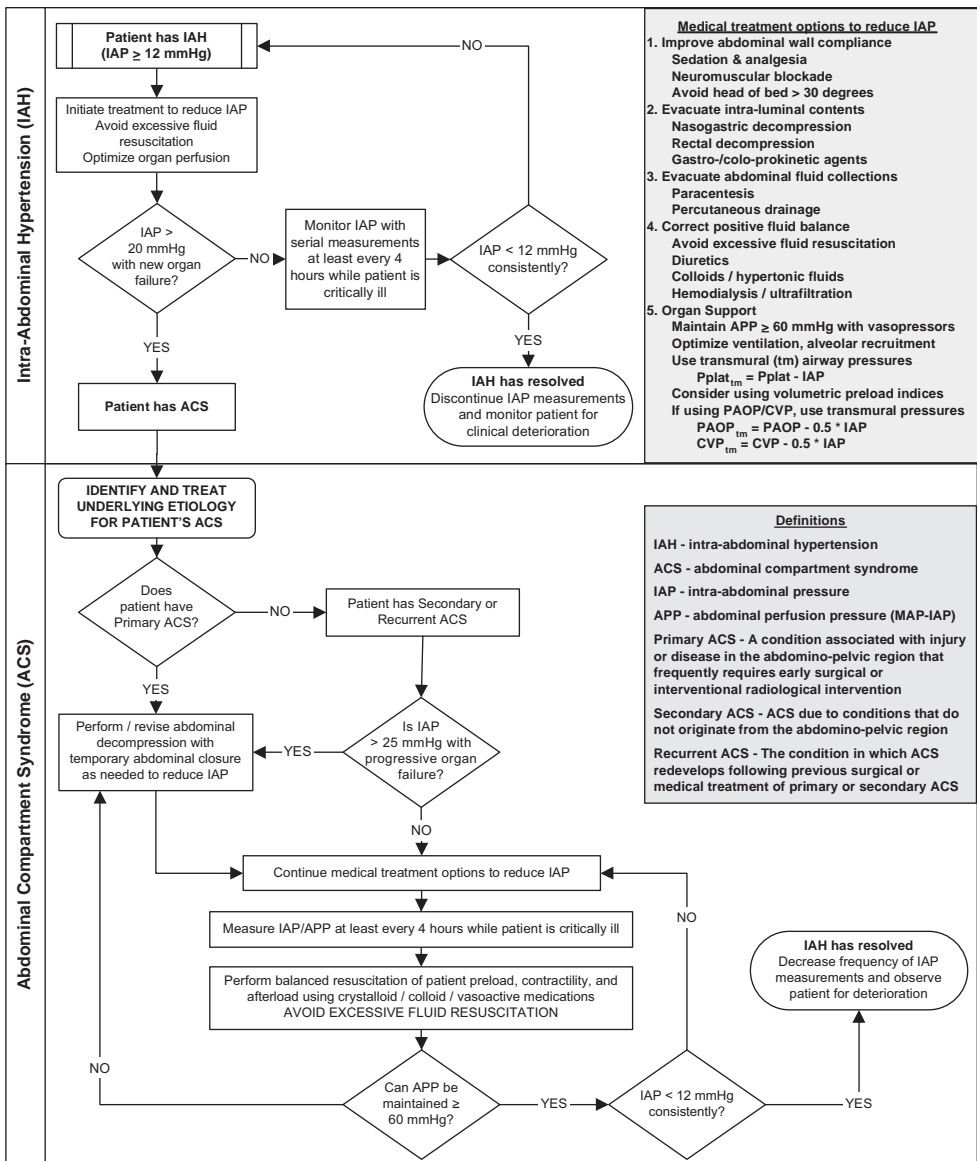 Intra-Abdominal Hypertension (IAH)
Patient has IAH
(IAP ≥ 12 mmHg)
NO
Initiate treatment to reduce IAP
Avoid excessive fluid
resuscitation
Optimize organ perfusion
IAP >
20 mmHg
with new organ
failure?
NO
Monitor IAP with
serial measurements
at least every 4
hours while patient is
critically ill
IAP < 12 mmHg
consistently?
YES
YES
Patient has ACS
IAH has resolved
Discontinue IAP measurements
and monitor patient for
clinical deterioration
Medical treatment options to reduce IAP
1. Improve abdominal wall compliance
Sedation & analgesia
Neuromuscular blockade
Avoid head of bed > 30 degrees
2. Evacuate intra-luminal contents
Nasogastric decompression
Rectal decompression
Gastro-/colo-prokinetic agents
3. Evacuate abdominal fluid collections
Paracentesis
Percutaneous drainage
4. Correct positive fluid balance
Avoid excessive fluid resuscitation
Diuretics
Colloids / hypertonic fluids
Hemodialysis / ultrafiltration
5. Organ Support
Maintain APP ≥ 60 mmHg with vasopressors
Optimize ventilation, alveolar recruitment
Use transmural (tm) airway pressures
Pplat tm = Pplat - IAP
Consider using volumetric preload indices
If using PAOP/CVP, use transmural pressures
PAOP tm = PAOP - 0.5 * IAP
CVP tm = CVP - 0.5 * IAP
Abdominal Compartment Syndrome (ACS)
IDENTIFY AND TREAT
UNDERLYING ETIOLOGY
FOR PATIENT'S ACS
Does
patient have
Primary ACS?
NO
Patient has Secondary or
Recurrent ACS
YES
Perform / revise abdominal
decompression with
temporary abdominal closure
as needed to reduce IAP
YES
Is IAP
> 25 mmHg with
progressive organ
failure?
NO
Continue medical treatment options to reduce IAP
Measure IAP/APP at least every 4 hours while patient is critically ill
Perform balanced resuscitation of patient preload, contractility, and
afterload using crystalloid / colloid / vasoactive medications
AVOID EXCESSIVE FLUID RESUSCITATION
NO
Can APP be
maintained ≥
60 mmHg?
YES
IAP < 12 mmHg
consistently?
NO
YES
IAH has resolved
Decrease frequency of IAP
measurements and observe
patient for deterioration
Definitions
IAH - intra-abdominal hypertension
ACS - abdominal compartment syndrome
IAP - intra-abdominal pressure
APP - abdominal perfusion pressure (MAP-IAP)
Primary ACS - A condition associated with injury
or disease in the abdomino-pelvic region that
frequently requires early surgical or
interventional radiological intervention
Secondary ACS - ACS due to conditions that do
not originate from the abdomino-pelvic region
Recurrent ACS - The condition in which ACS
redevelops following previous surgical or
medical treatment of primary or secondary ACS